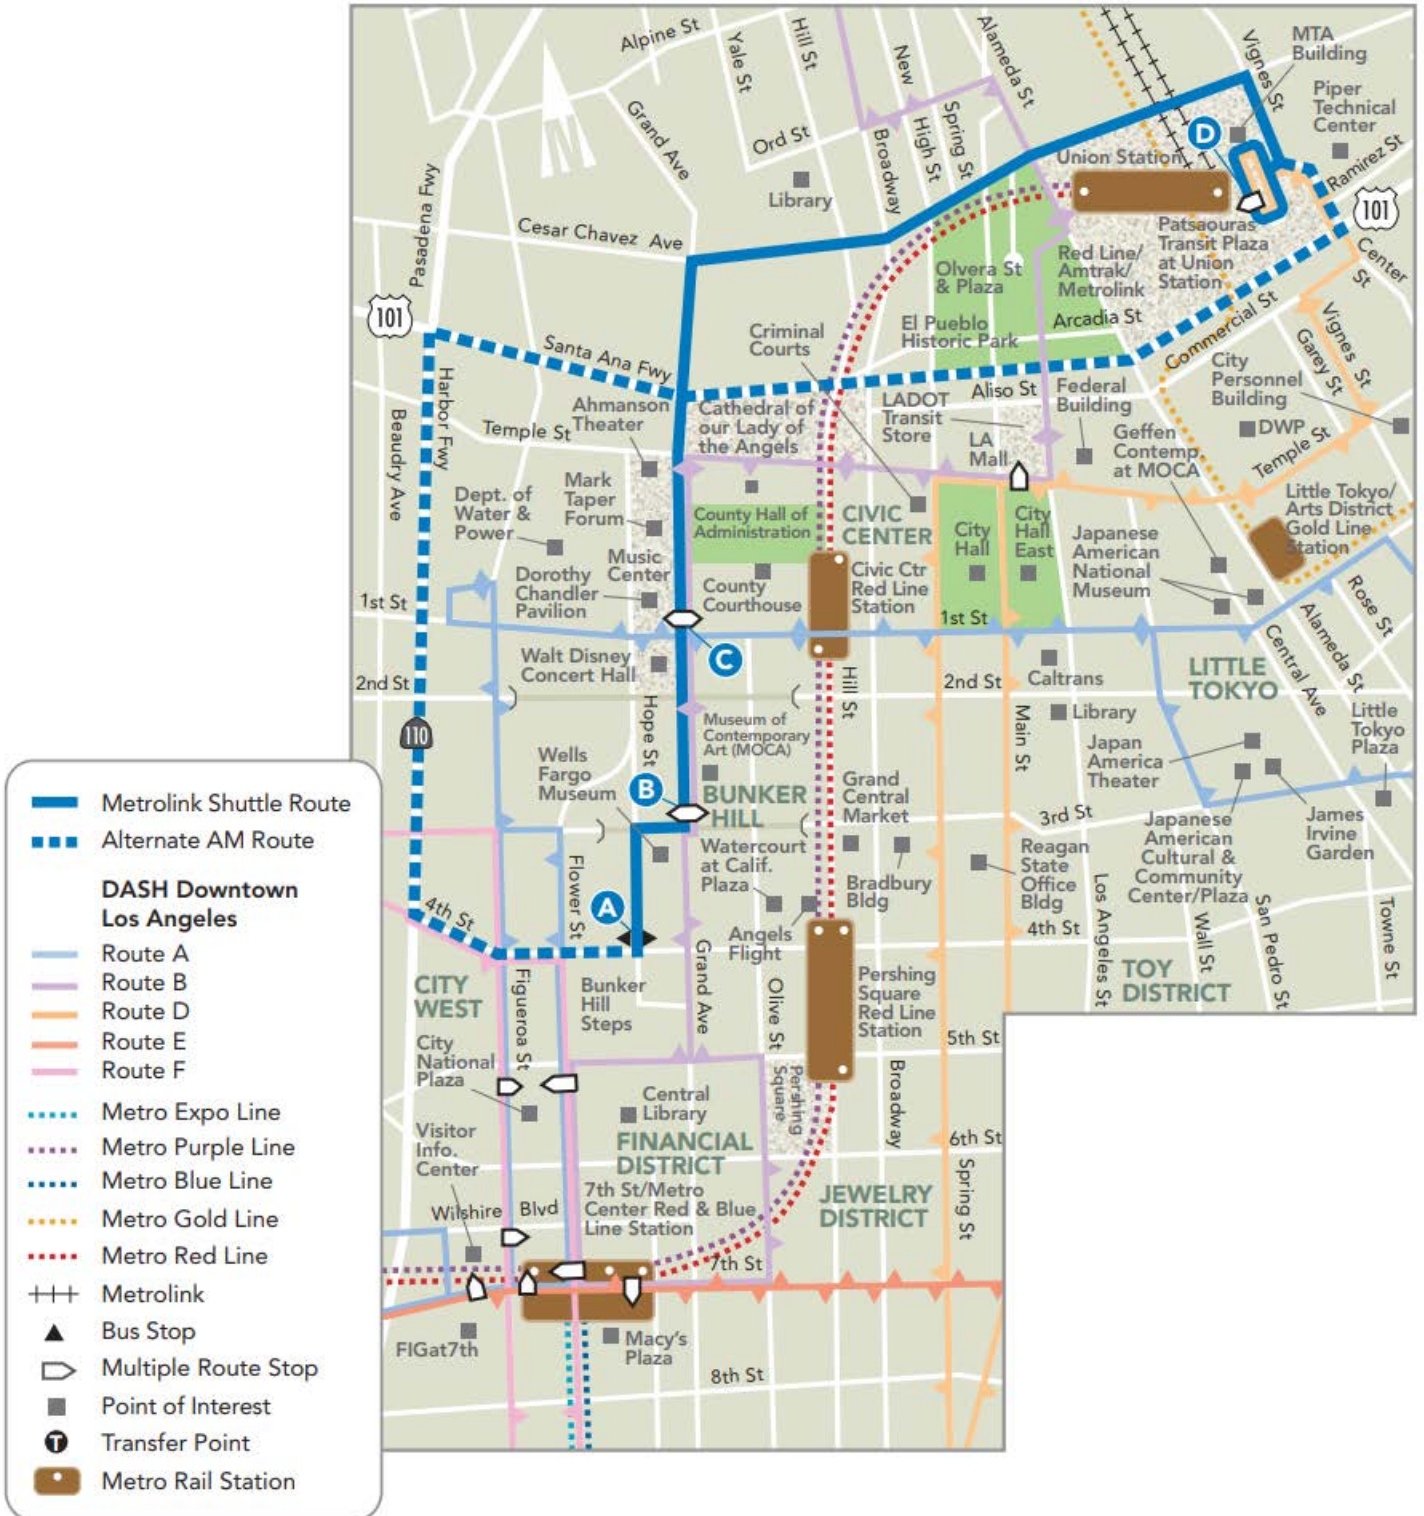 Alpine St
Yale St
Hill St
New
High St
Spring St
Alameda St
Vignes St
MTA
Building
Piper
Technical
Center
Grand Ave
Ord St
Library
Broadway
Union Station
D
Ramirez St
101
Pasadena Fwy
Cesar Chavez Ave
Patsaouras
Transit Plaza
at Union
Station
Red Line/
Amtrak/
Metrolink
Olvera St
& Plaza
Center
St
101
Criminal
Courts
El Pueblo
Historic Park
Arcadia St
Commercial St
Santa Ana Fwy
Garey St
Vignes St
City
Personnel
Building
Harbor Fwy
Beaudry Ave
Ahmanson
Theater
Cathedral of
our Lady of
the Angels
LADOT
Transit
Store
Aliso St
Federal
Building
LA
Mall
Geffen
Contemp.
at MOCA
DWP
Temple St
Temple St
Dept. of
Water &
Power
Mark
Taper
Forum
County Hall of
Administration
CIVIC
CENTER
City
Hall
City
Hall
East
Japanese
American
National
Museum
Little Tokyo/
Arts District
Gold Line
Station
Music
Center
Dorothy
Chandler
Pavilion
County
Courthouse
Civic Ctr
Red Line
Station
1st St
1st St
Rose St
Alameda St
Central Ave
C
Walt Disney
Concert Hall
2nd St
Hill St
2nd St
Caltrans
LITTLE
TOKYO
Hope St
Museum of
Contemporary
Art (MOCA)
Main St
Library
Little
Tokyo
Plaza
110
Wells
Fargo
Museum
B
BUNKER
HILL
Grand
Central
Market
Japan
America
Theater
3rd St
Japanese
American
Cultural &
Community
Center/Plaza
James
Irvine
Garden
Watercourt
at Calif.
Plaza
Bradbury
Bldg
Reagan
State
Office
Bldg
Flower St
A
4th St
Angels
Flight
4th St
Los Angeles St
Wall St
San Pedro St
Towne St
CITY
WEST
Figueroa St
Bunker
Hill
Steps
Grand Ave
Olive St
Pershing
Square
Red Line
Station
TOY
DISTRICT
City
National
Plaza
5th St
Broadway
Pershing
Square
Central
Library
Visitor
Info.
Center
FINANCIAL
DISTRICT
6th St
Spring St
7th St/Metro
Center Red & Blue
Line Station
JEWELRY
DISTRICT
Wilshire Blvd
7th St
FIGat7th
Macy's
Plaza
8th St
Metrolink Shuttle Route
Alternate AM Route
DASH Downtown
Los Angeles
Route A
Route B
Route D
Route E
Route F
Metro Expo Line
Metro Purple Line
Metro Blue Line
Metro Gold Line
Metro Red Line
Metrolink
Bus Stop
Multiple Route Stop
Point of Interest
T
Transfer Point
Metro Rail Station